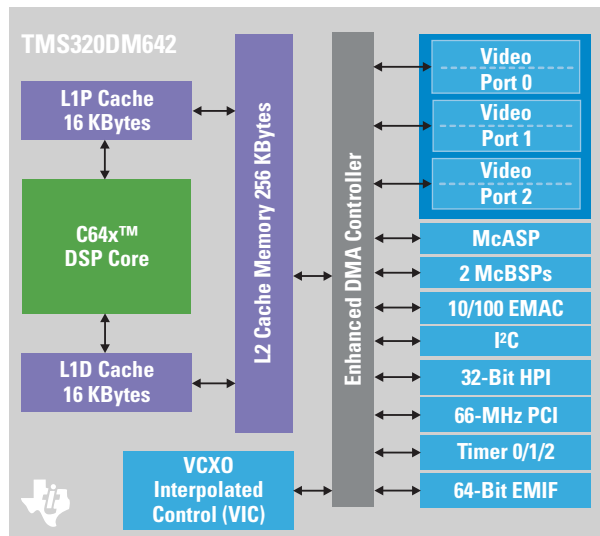 TMS320DM642
L1P Cache
16 KBytes
C64x™
DSP Core
L1D Cache
16 KBytes
L2 Cache Memory 256 KBytes
VCXO
Interpolated
Control (VIC)
Enhanced DMA Controller
Video
Port 0
Video
Port 1
Video
Port 2
McASP
2 McBSPs
10/100 EMAC
I²C
32-Bit HPI
66-MHz PCI
Timer 0/1/2
64-Bit EMIF